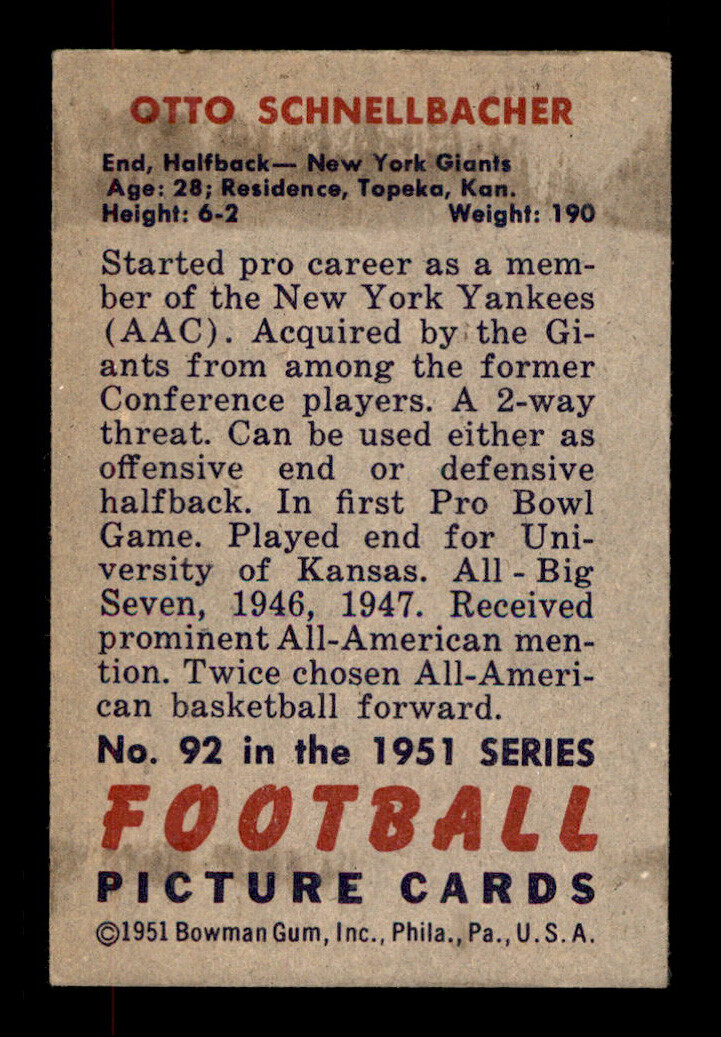 OTTO SCHNELLBACHER
End, Halfback— New York Giants
Age: 28; Residence, Topeka, Kan.
Height: 6-2 Weight: 190
Started pro career as a mem-
ber of the New York Yankees
(AAC). Acquired by the Gi-
ants from among the former
Conference players. A 2-way
threat. Can be used either as
offensive end or defensive
halfback. In first Pro Bowl
Game. Played end for Uni-
versity of Kansas. All - Big
Seven, 1946, 1947. Received
prominent All-American men-
tion. Twice chosen All-Ameri-
can basketball forward.
No. 92 in the 1951 SERIES
FOOTBALL
PICTURE CARDS
©1951 Bowman Gum, Inc., Phila., Pa., U.S.A.